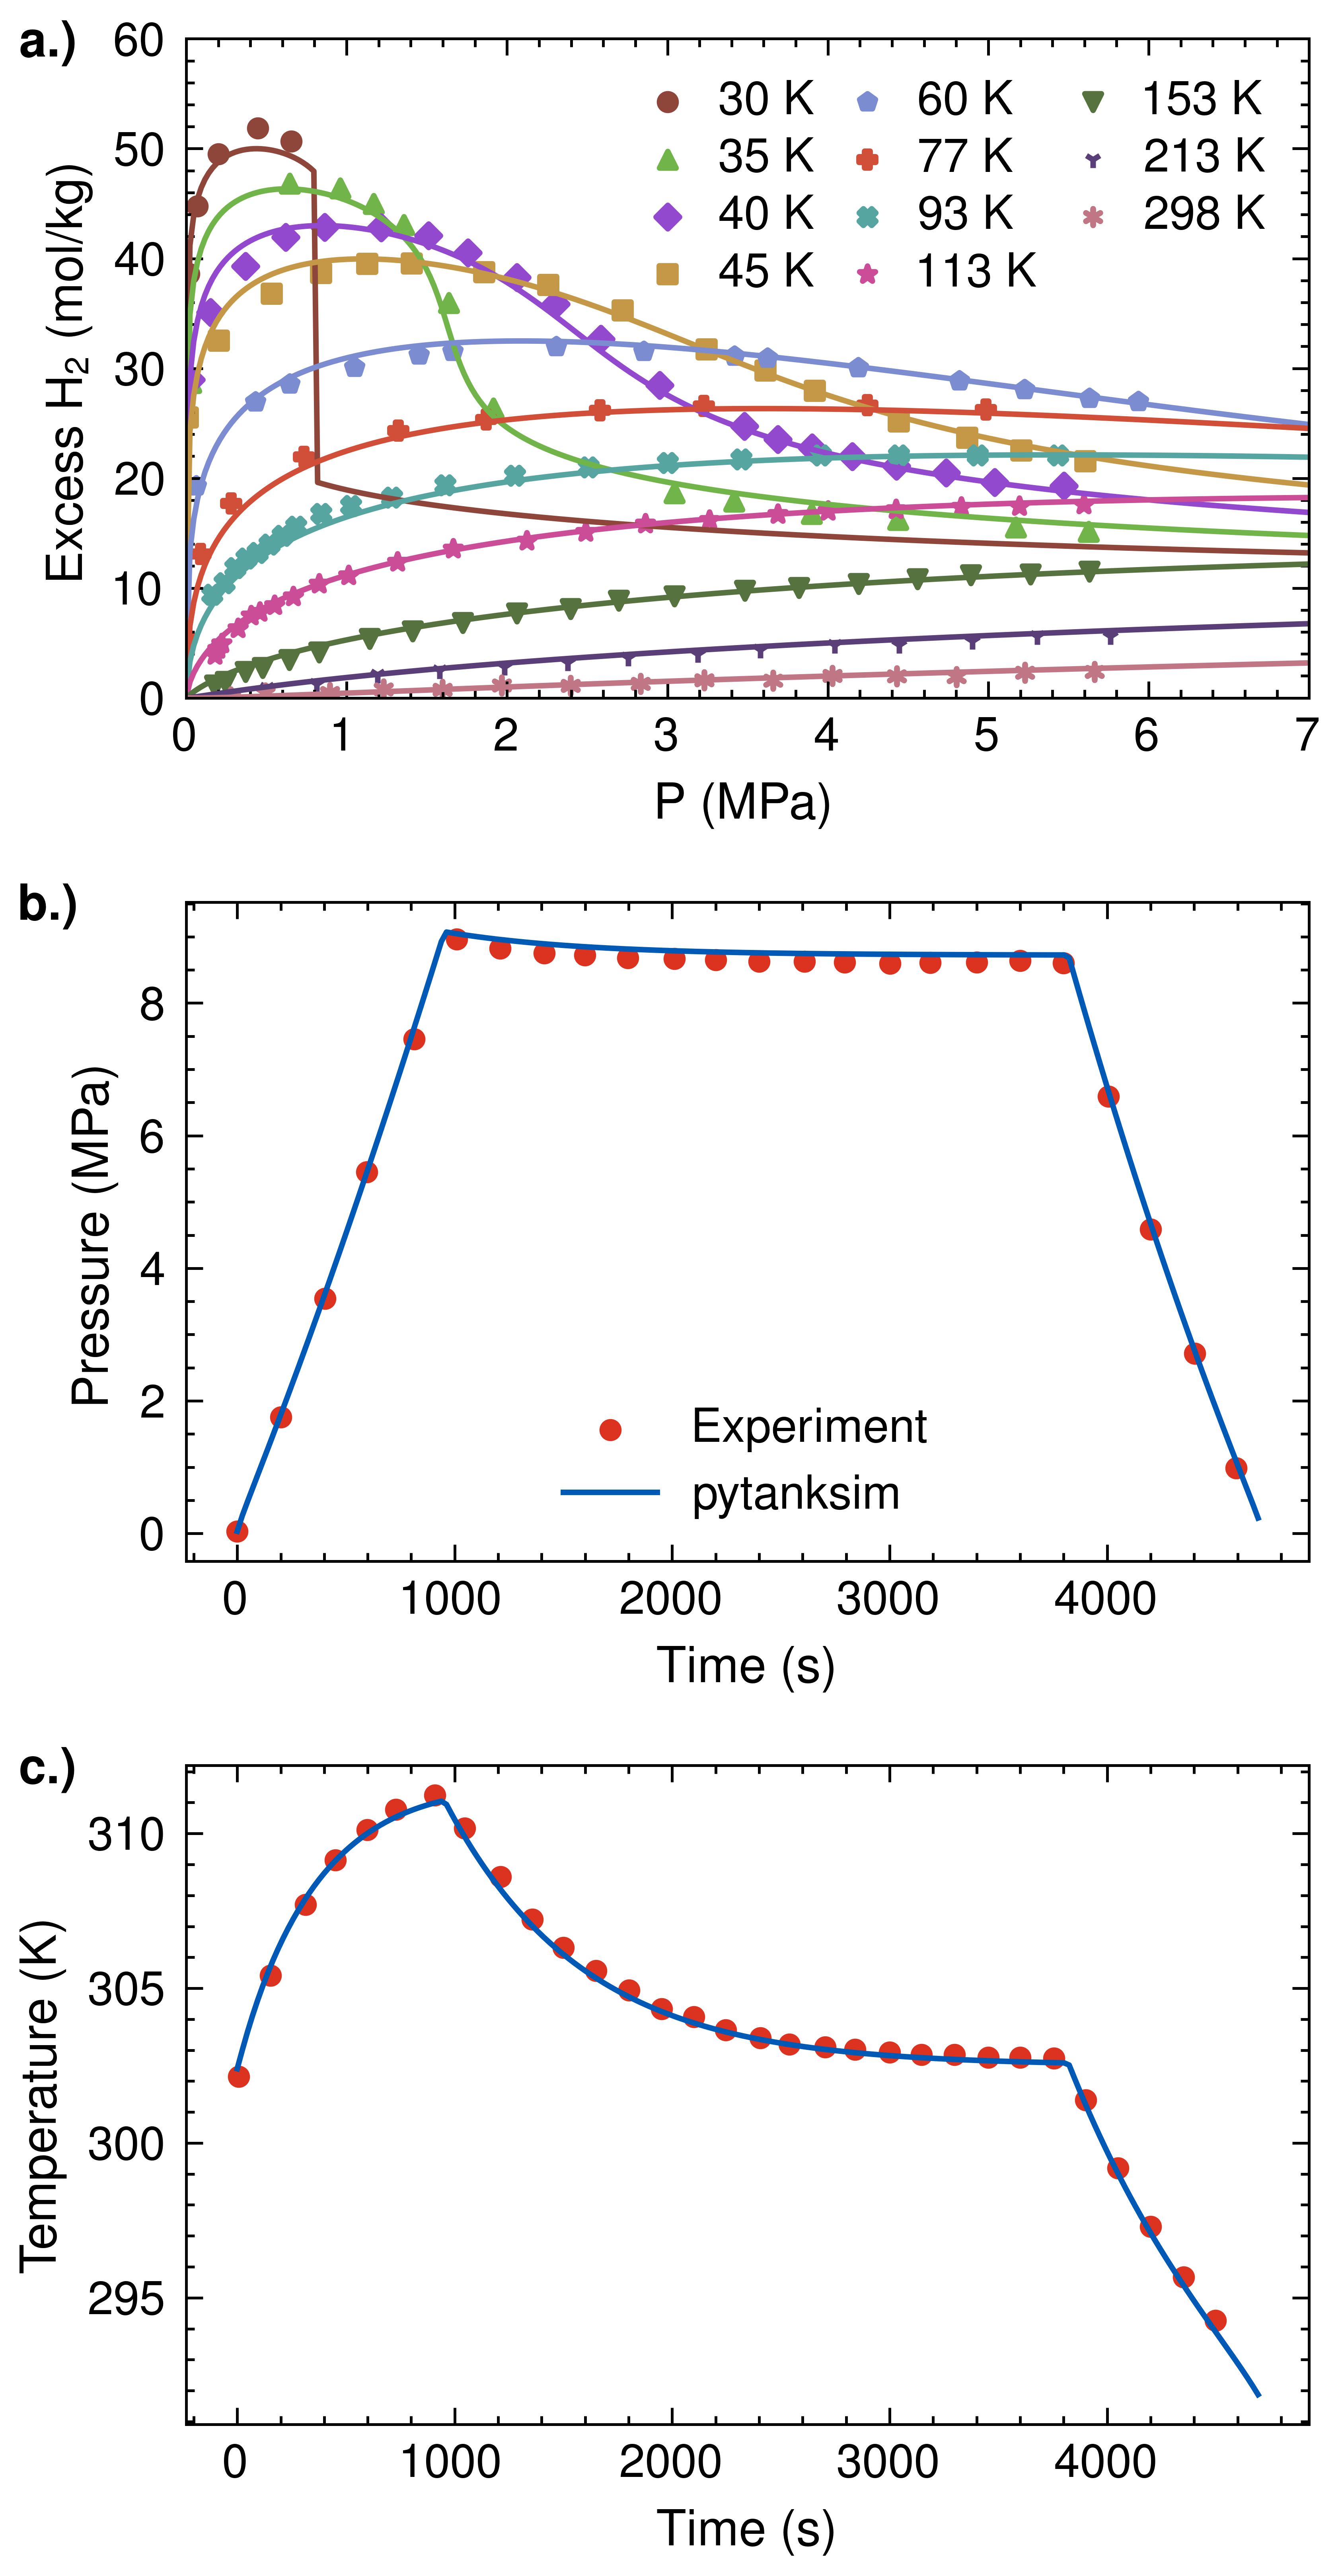 a.)
60
50
40
30
20
10
0
Excess H₂ (mol/kg)
30 K 60 K 153 K
35 K 77 K 213 K
40 K 93 K 298 K
45 K 113 K
0 1 2 3 4 5 6 7
P (MPa)
b.)
8
6
4
2
0
Pressure (MPa)
Experiment
pytanksim
0 1000 2000 3000 4000
Time (s)
c.)
310
305
300
295
Temperature (K)
0 1000 2000 3000 4000
Time (s)